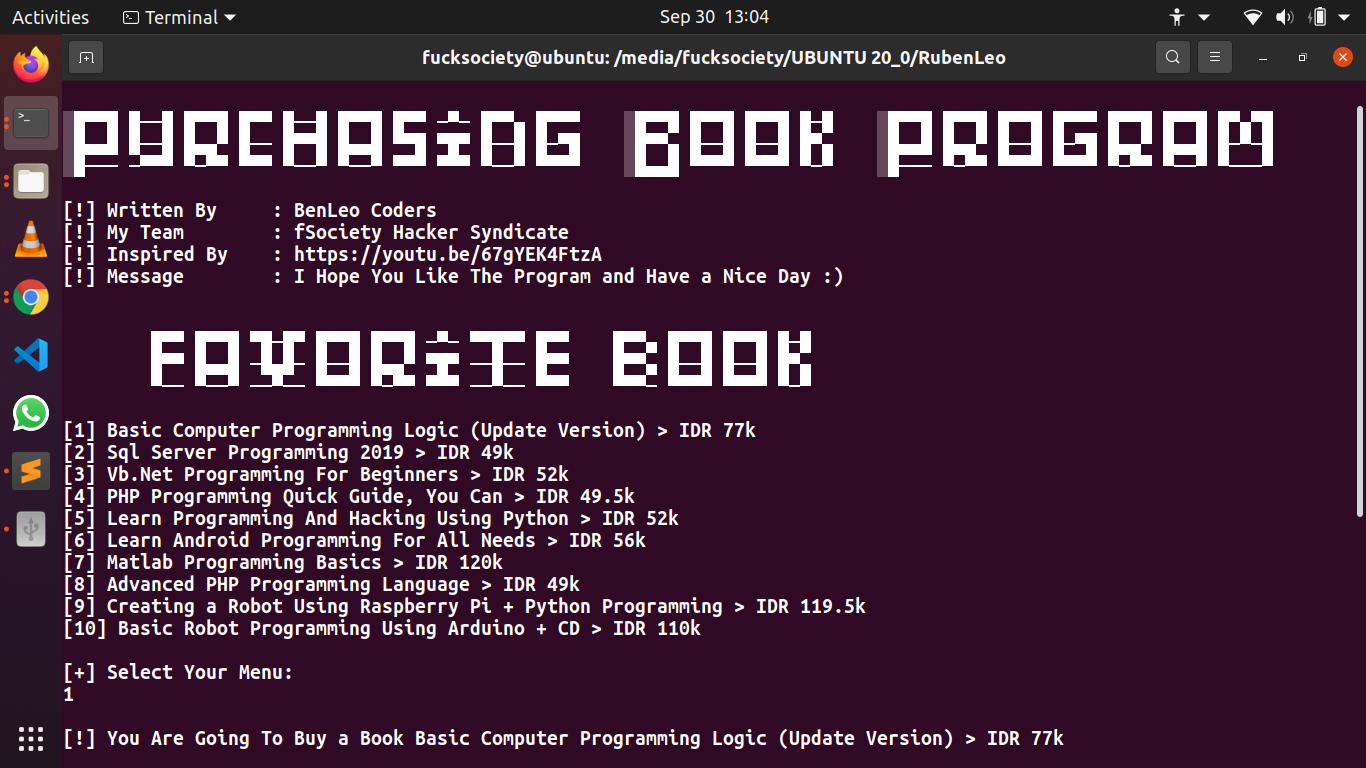 Activities
Terminal
Sep 30 13:04
fucksociety@ubuntu: /media/fucksociety/UBUNTU 20_0/RubenLeo
PURCHASiNG BOOK PROGRAM
[!] Written By : BenLeo Coders
[!] My Team : fSociety Hacker Syndicate
[!] Inspired By : https://youtu.be/67gYEK4FtzA
[!] Message : I Hope You Like The Program and Have a Nice Day :)
FAVORiTE BOOK
[1] Basic Computer Programming Logic (Update Version) > IDR 77k
[2] Sql Server Programming 2019 > IDR 49k
[3] Vb.Net Programming For Beginners > IDR 52k
[4] PHP Programming Quick Guide, You Can > IDR 49.5k
[5] Learn Programming And Hacking Using Python > IDR 52k
[6] Learn Android Programming For All Needs > IDR 56k
[7] Matlab Programming Basics > IDR 120k
[8] Advanced PHP Programming Language > IDR 49k
[9] Creating a Robot Using Raspberry Pi + Python Programming > IDR 119.5k
[10] Basic Robot Programming Using Arduino + CD > IDR 110k
[+] Select Your Menu:
1
[!] You Are Going To Buy a Book Basic Computer Programming Logic (Update Version) > IDR 77k